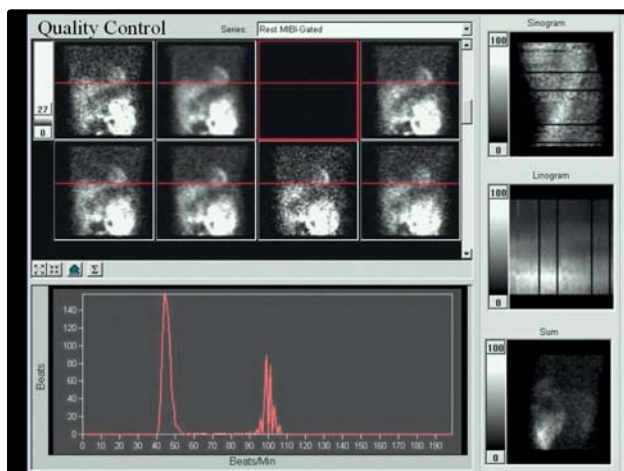 Quality Control
Series: Rest MIBI-Gated
27
0
Sinogram
100
0
Linogram
100
0
Sum
100
0
Σ
Beats
140
120
100
80
60
40
20
0
0 10 20 30 40 50 60 70 80 90 100 110 120 130 140 150 160 170 180 190
Beats/Min